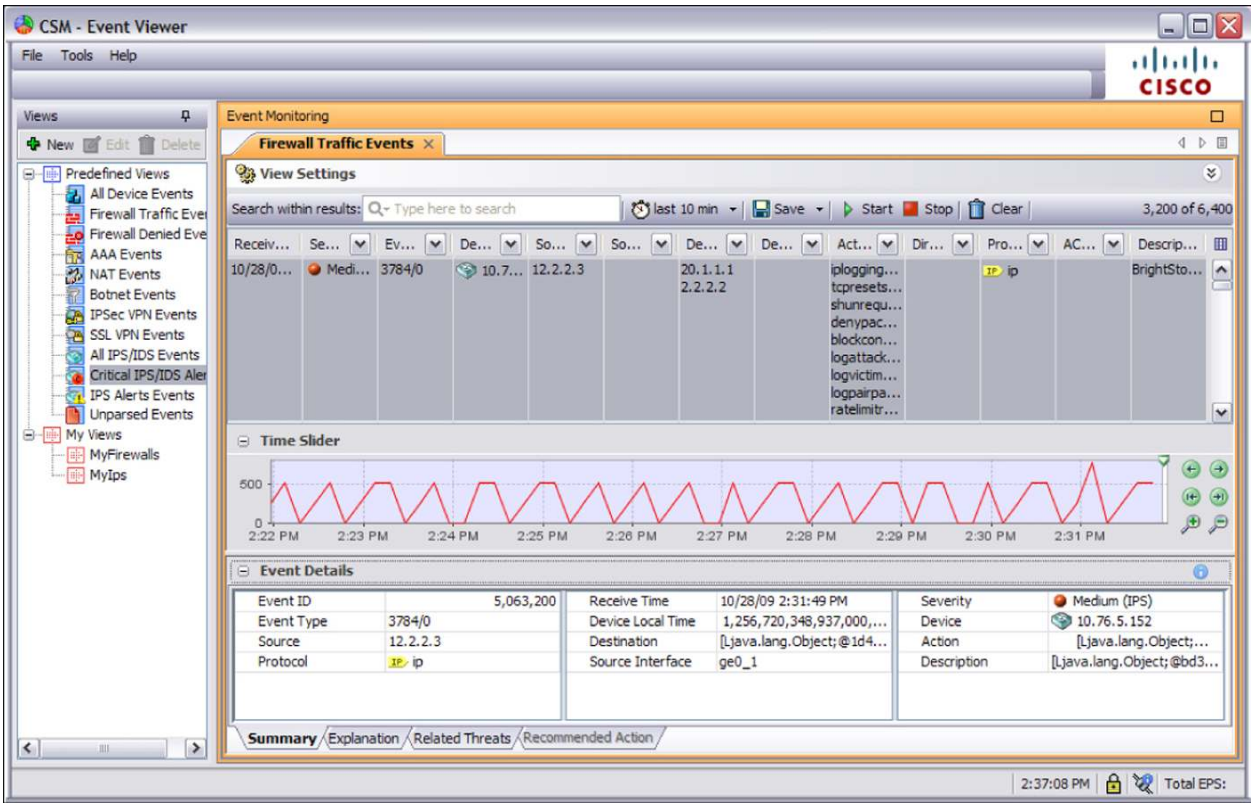 CSM - Event Viewer
File Tools Help
CISCO
Views
New Edit Delete
Predefined Views
All Device Events
Firewall Traffic Eve
Firewall Denied Eve
AAA Events
NAT Events
Botnet Events
IPSec VPN Events
SSL VPN Events
All IPS/IDS Events
Critical IPS/IDS Aler
IPS Alerts Events
Unparsed Events
My Views
MyFirewalls
MyIps
Event Monitoring
Firewall Traffic Events
View Settings
Search within results: Type here to search last 10 min Save Start Stop Clear 3,200 of 6,400
Receiv... Se... Ev... De... So... So... De... De... Act... Dir... Pro... AC... Descrip...
10/28/0... Medi... 3784/0 10.7... 12.2.2.3 20.1.1.1 iplogging... IP ip BrightSto...
2.2.2.2 tcpresets...
shunrequ...
denypac...
blockcon...
logattack...
logvictim...
logpairpa...
ratelimitr...
Time Slider
500
0
2:22 PM 2:23 PM 2:24 PM 2:25 PM 2:26 PM 2:27 PM 2:28 PM 2:29 PM 2:30 PM 2:31 PM
Event Details
Event ID 5,063,200 Receive Time 10/28/09 2:31:49 PM Severity Medium (IPS)
Event Type 3784/0 Device Local Time 1,256,720,348,937,000,... Device 10.76.5.152
Source 12.2.2.3 Destination [Ljava.lang.Object;@1d4... Action [Ljava.lang.Object;...
Protocol IP ip Source Interface ge0_1 Description [Ljava.lang.Object;@bd3...
Summary Explanation Related Threats Recommended Action
2:37:08 PM Total EPS: